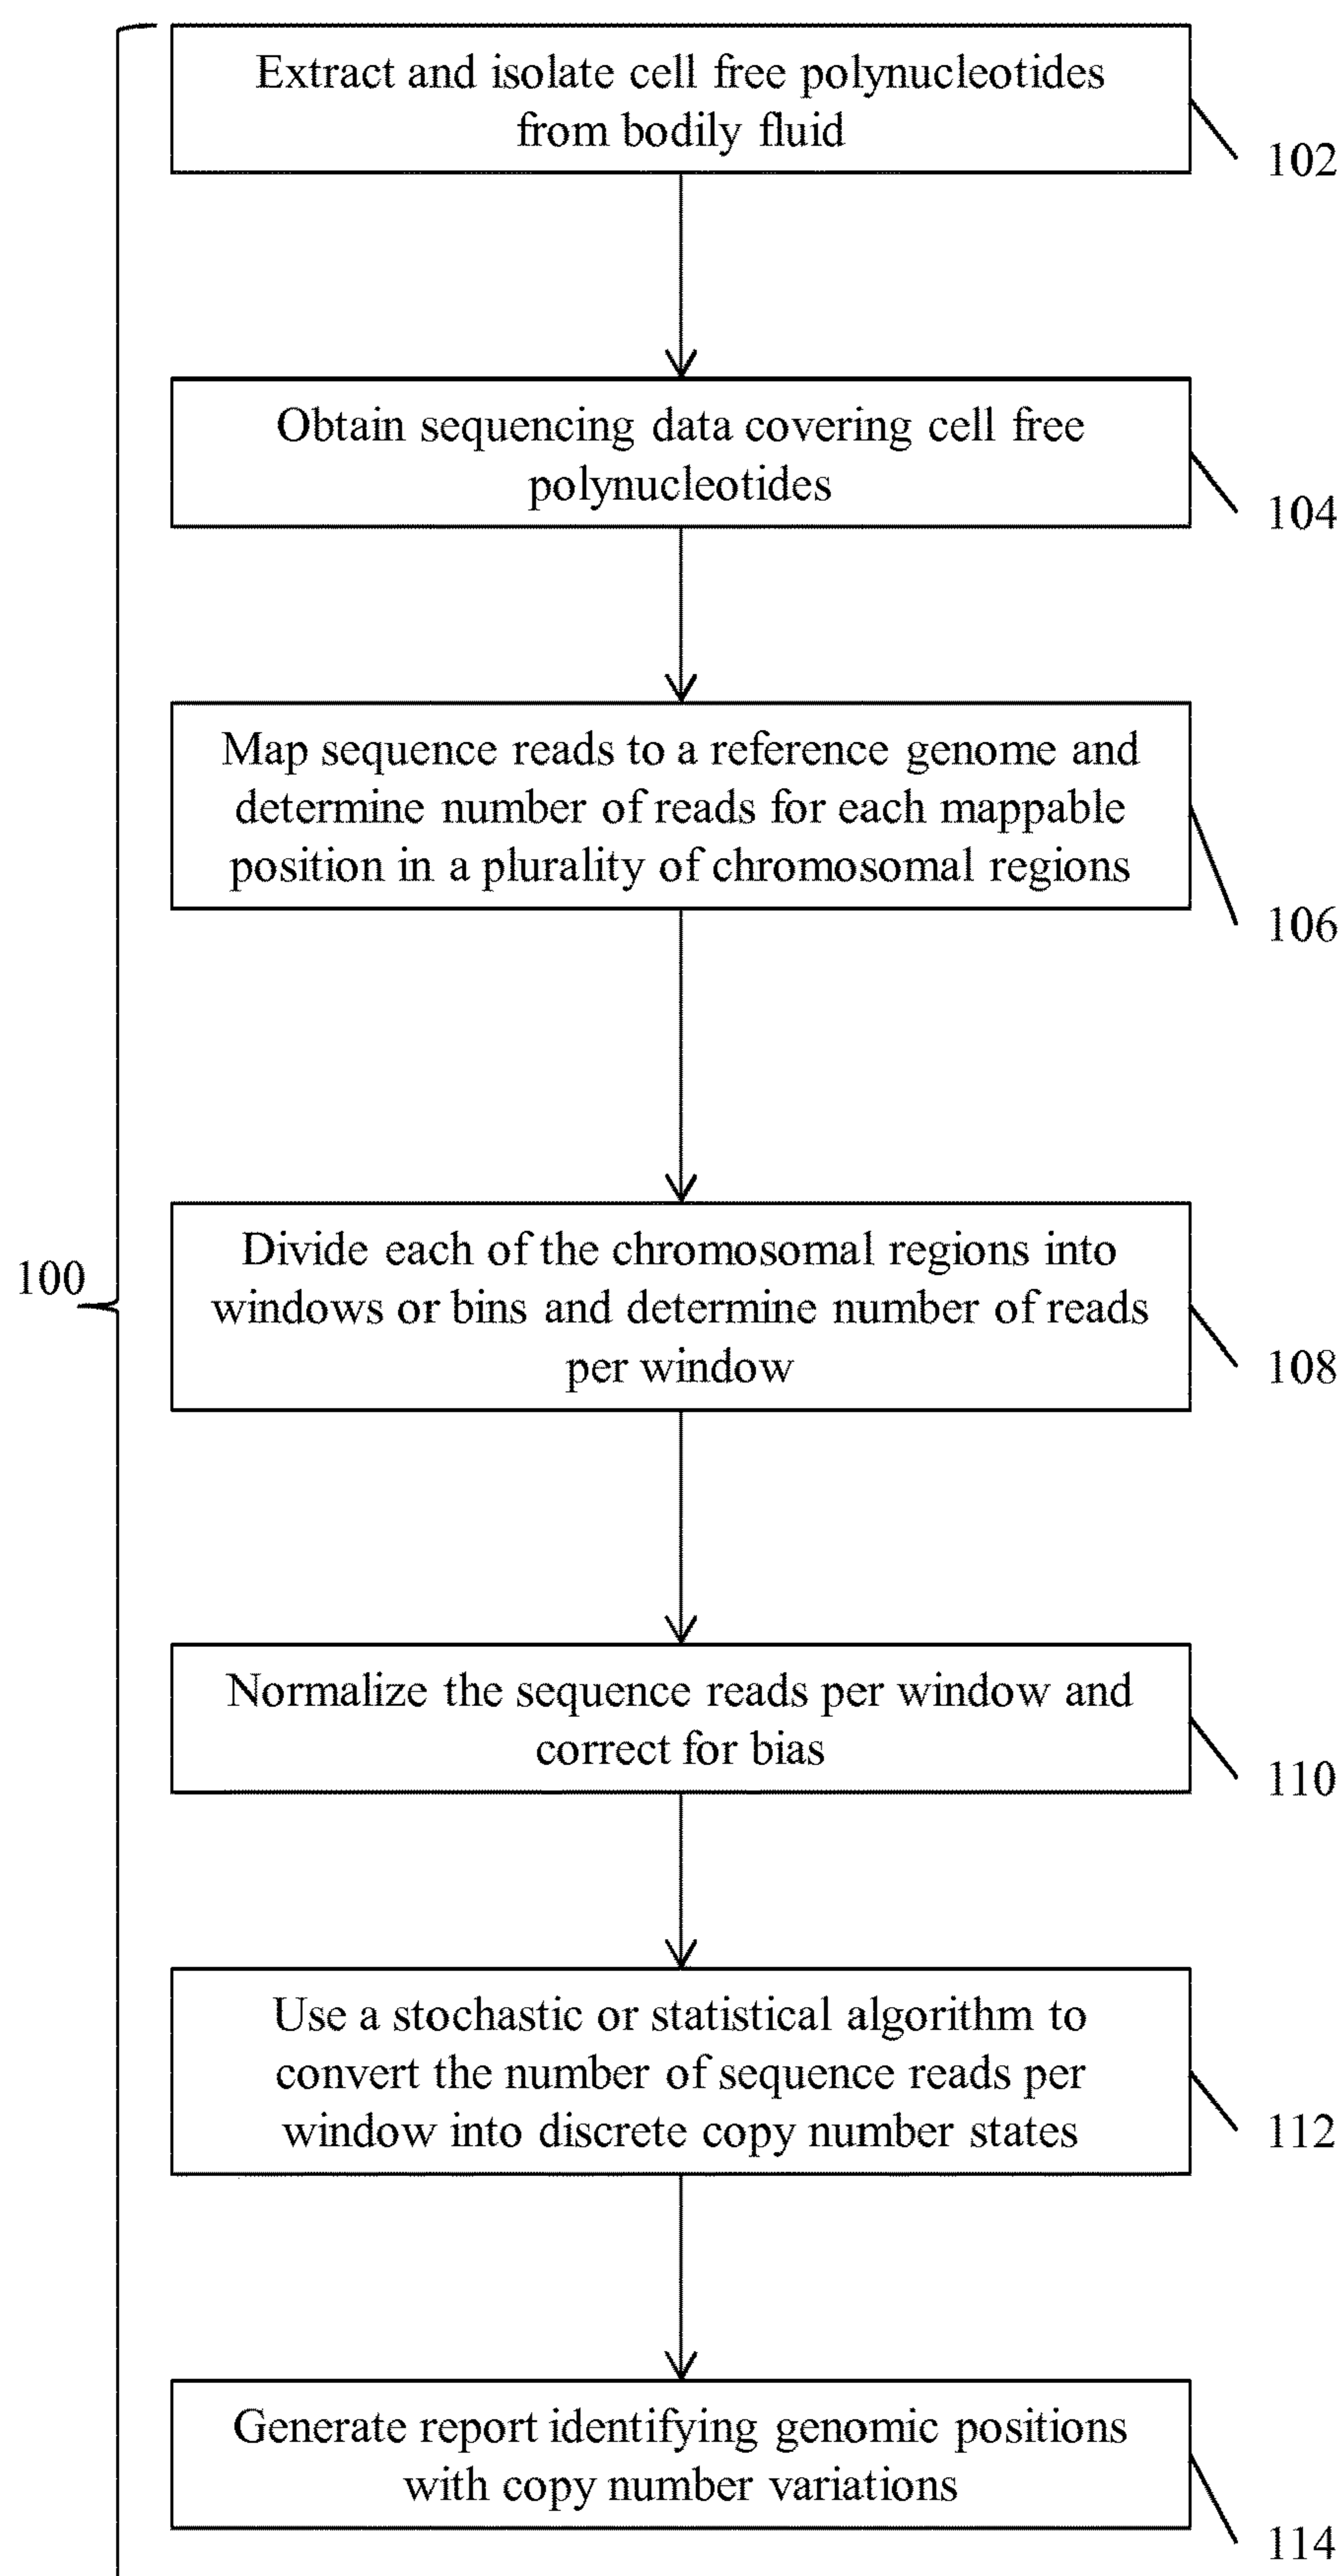 Extract and isolate cell free polynucleotides
from bodily fluid
102
Obtain sequencing data covering cell free
polynucleotides
104
Map sequence reads to a reference genome and
determine number of reads for each mappable
position in a plurality of chromosomal regions
106
100
Divide each of the chromosomal regions into
windows or bins and determine number of reads
per window
108
Normalize the sequence reads per window and
correct for bias
110
Use a stochastic or statistical algorithm to
convert the number of sequence reads per
window into discrete copy number states
112
Generate report identifying genomic positions
with copy number variations
114